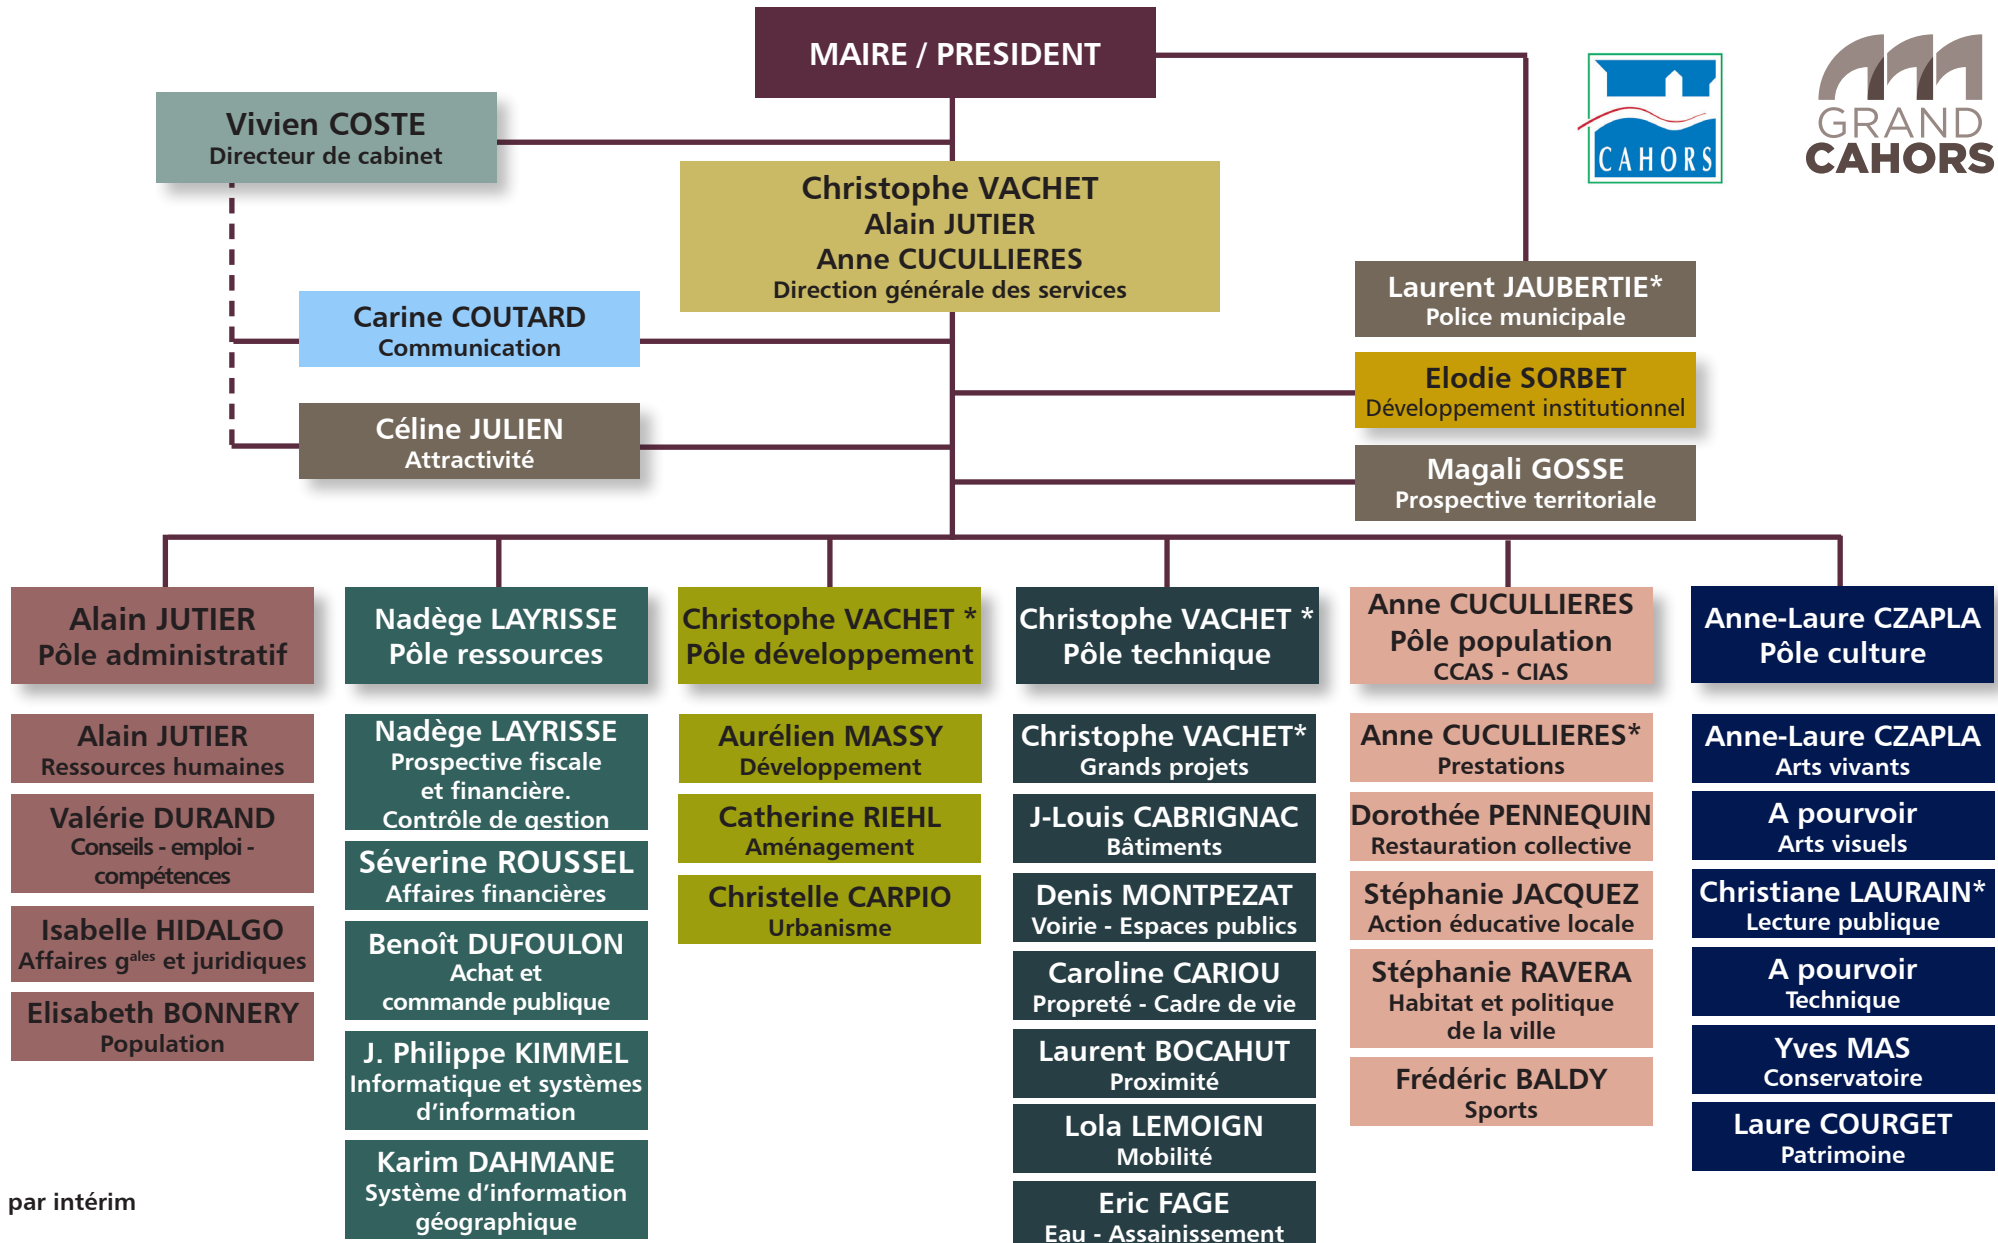 MAIRE / PRESIDENT
Vivien COSTE
Directeur de cabinet
CAHORS
GRAND
CAHORS
Christophe VACHET
Alain JUTIER
Anne CUCULLIERES
Direction générale des services
Laurent JAUBERTIE*
Police municipale
Carine COUTARD
Communication
Elodie SORBET
Développement institutionnel
Céline JULIEN
Attractivité
Magali GOSSE
Prospective territoriale
Alain JUTIER
Pôle administratif
Alain JUTIER
Ressources humaines
Valérie DURAND
Conseils - emploi -
compétences
Isabelle HIDALGO
Affaires gales et juridiques
Elisabeth BONNERY
Population
Nadège LAYRISSE
Pôle ressources
Nadège LAYRISSE
Prospective fiscale
et financière.
Contrôle de gestion
Séverine ROUSSEL
Affaires financières
Benoît DUFOULON
Achat et
commande publique
J. Philippe KIMMEL
Informatique et systèmes
d’information
Karim DAHMANE
Système d’information
géographique
Christophe VACHET *
Pôle développement
Aurélien MASSY
Développement
Catherine RIEHL
Aménagement
Christelle CARPIO
Urbanisme
Christophe VACHET *
Pôle technique
Christophe VACHET*
Grands projets
J-Louis CABRIGNAC
Bâtiments
Denis MONTPEZAT
Voirie - Espaces publics
Caroline CARIOU
Propreté - Cadre de vie
Laurent BOCAHUT
Proximité
Lola LEMOIGN
Mobilité
Eric FAGE
Eau - Assainissement
Anne CUCULLIERES
Pôle population
CCAS - CIAS
Anne CUCULLIERES*
Prestations
Dorothée PENNEQUIN
Restauration collective
Stéphanie JACQUEZ
Action éducative locale
Stéphanie RAVERA
Habitat et politique
de la ville
Frédéric BALDY
Sports
Anne-Laure CZAPLA
Pôle culture
Anne-Laure CZAPLA
Arts vivants
A pourvoir
Arts visuels
Christiane LAURAIN*
Lecture publique
A pourvoir
Technique
Yves MAS
Conservatoire
Laure COURGET
Patrimoine
par intérim